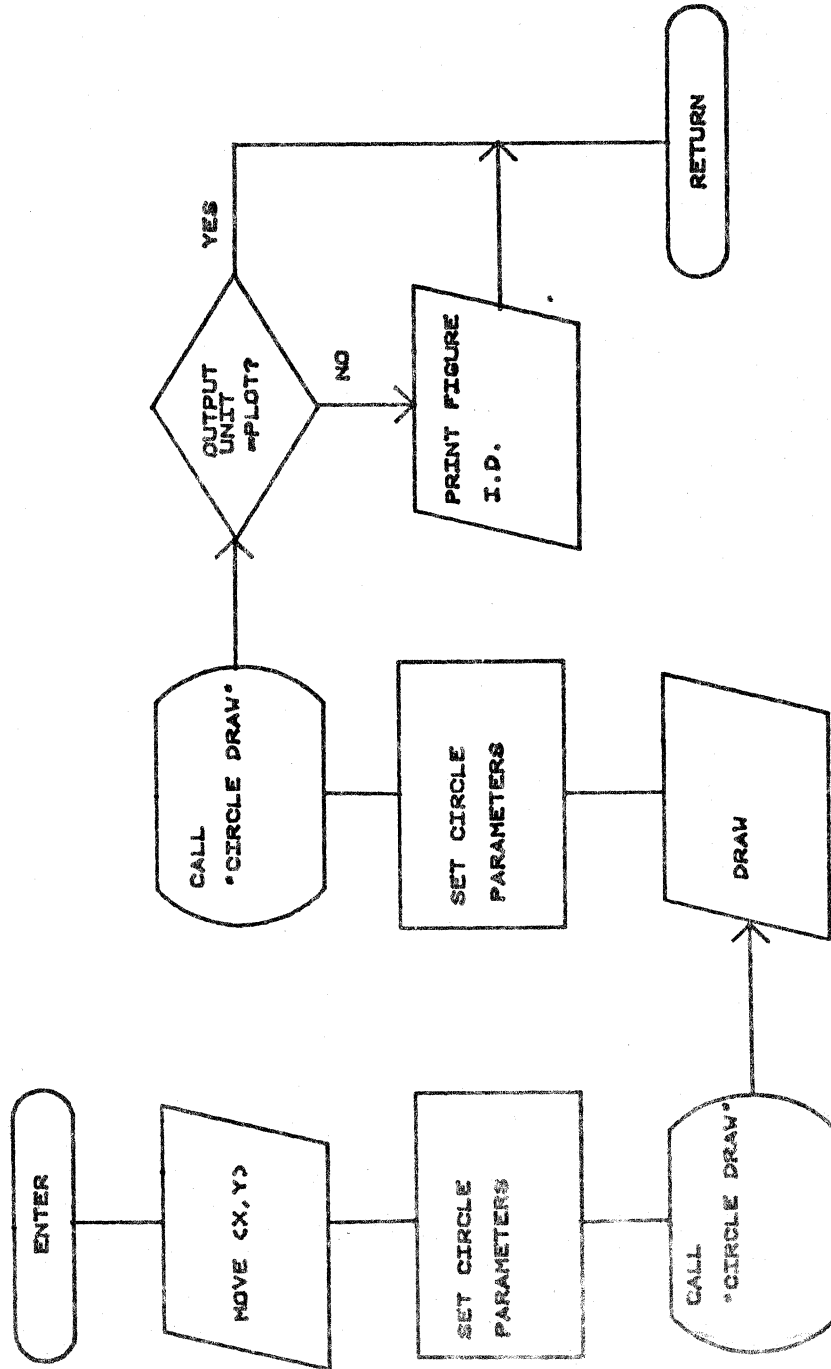 ENTER
MOVE (X,Y)
SET CIRCLE
PARAMETERS
CALL
"CIRCLE DRAW"
DRAW
SET CIRCLE
PARAMETERS
CALL
"CIRCLE DRAW"
OUTPUT
UNIT
=PLOT?
YES
NO
PRINT FIGURE
I.D.
RETURN